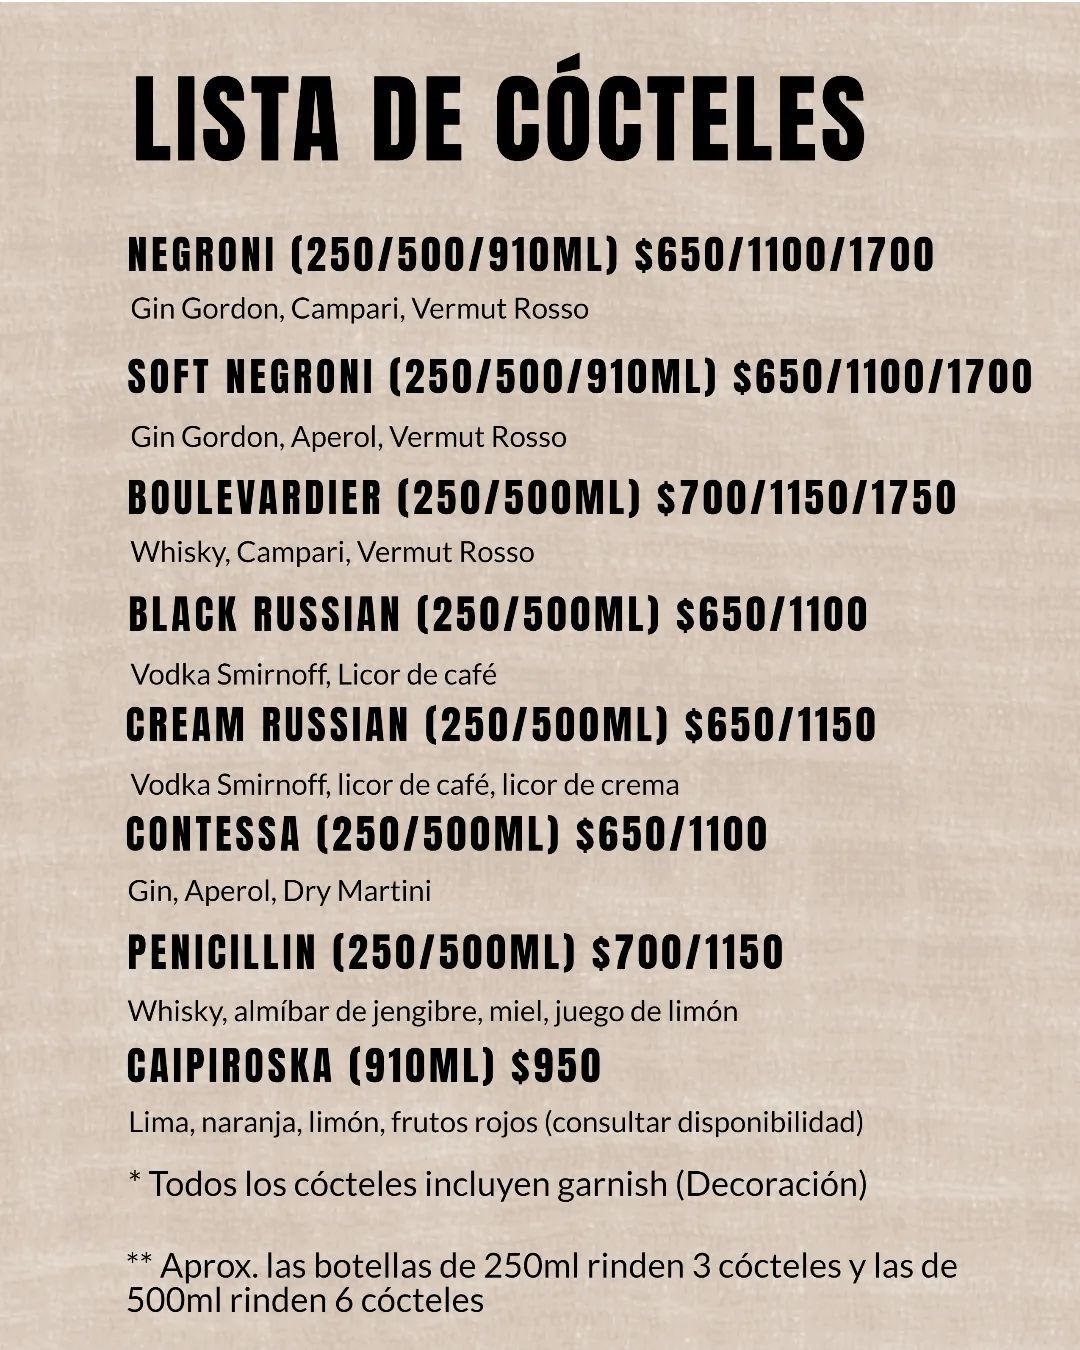 LISTA DE CÓCTELES
NEGRONI (250/500/910ML) $650/1100/1700
Gin Gordon, Campari, Vermut Rosso
SOFT NEGRONI (250/500/910ML) $650/1100/1700
Gin Gordon, Aperol, Vermut Rosso
BOULEVARDIER (250/500ML) $700/1150/1750
Whisky, Campari, Vermut Rosso
BLACK RUSSIAN (250/500ML) $650/1100
Vodka Smirnoff, Licor de café
CREAM RUSSIAN (250/500ML) $650/1150
Vodka Smirnoff, licor de café, licor de crema
CONTESSA (250/500ML) $650/1100
Gin, Aperol, Dry Martini
PENICILLIN (250/500ML) $700/1150
Whisky, almíbar de jengibre, miel, juego de limón
CAIPIROSKA (910ML) $950
Lima, naranja, limón, frutos rojos (consultar disponibilidad)
* Todos los cócteles incluyen garnish (Decoración)
** Aprox. las botellas de 250ml rinden 3 cócteles y las de
500ml rinden 6 cócteles